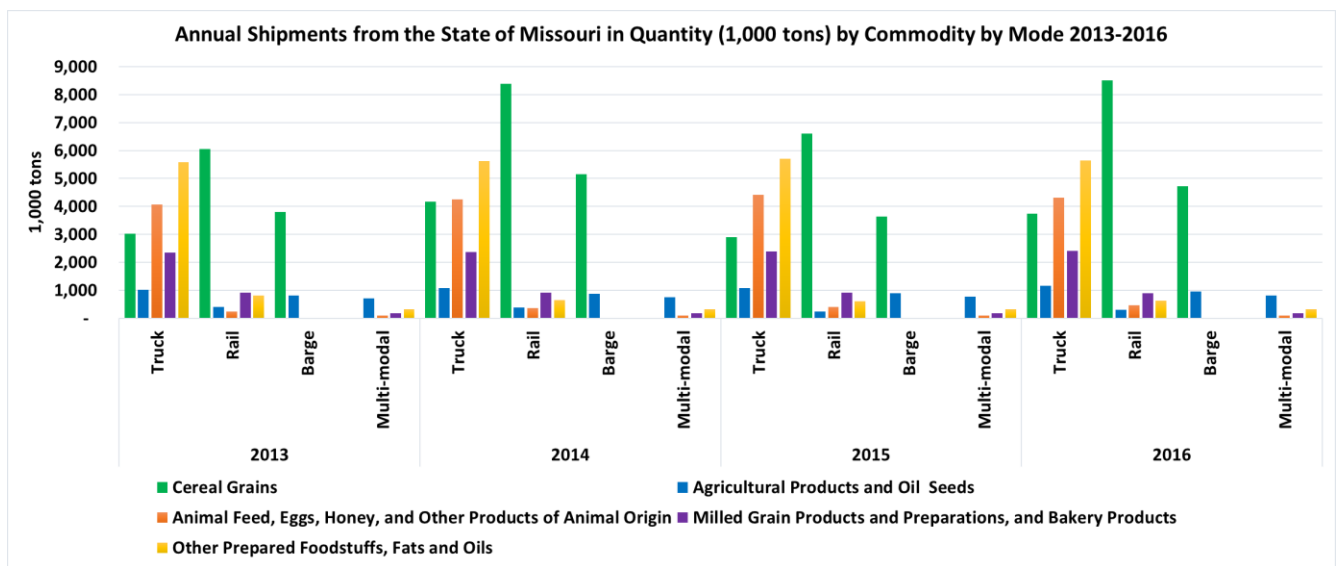 Annual Shipments from the State of Missouri in Quantity (1,000 tons) by Commodity by Mode 2013-2016
1,000 tons
9,000
8,000
7,000
6,000
5,000
4,000
3,000
2,000
1,000
-
Truck
Rail
Barge
Multi-modal
Truck
Rail
Barge
Multi-modal
Truck
Rail
Barge
Multi-modal
Truck
Rail
Barge
Multi-modal
2013
2014
2015
2016
Cereal Grains
Agricultural Products and Oil  Seeds
Animal Feed, Eggs, Honey, and Other Products of Animal Origin
Milled Grain Products and Preparations, and Bakery Products
Other Prepared Foodstuffs, Fats and Oils